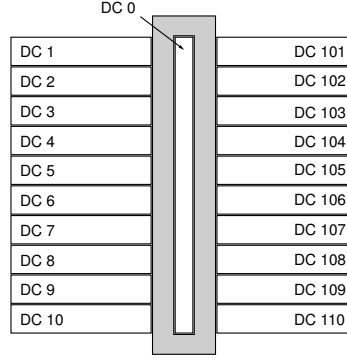 DC 0
DC 1 DC 101
DC 2 DC 102
DC 3 DC 103
DC 4 DC 104
DC 5 DC 105
DC 6 DC 106
DC 7 DC 107
DC 8 DC 108
DC 9 DC 109
DC 10 DC 110